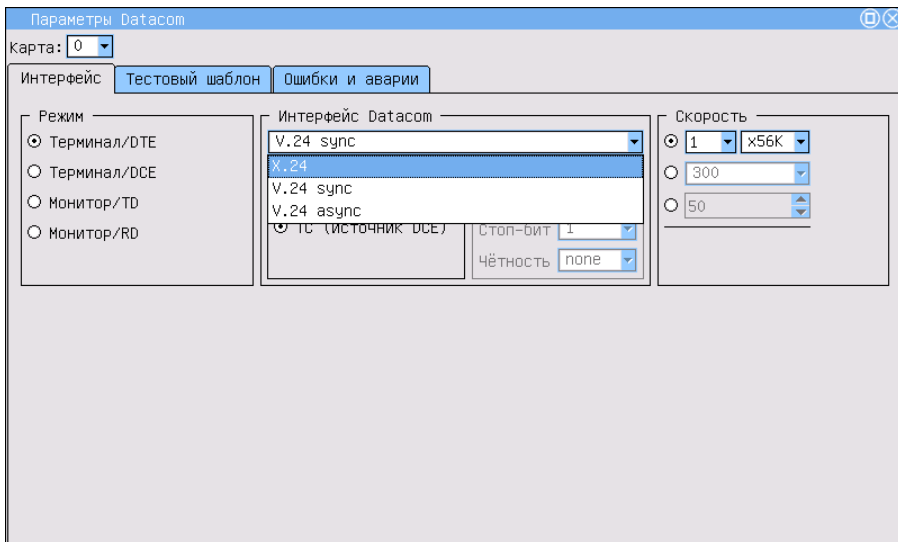 Параметры Datacom
Карта: 0
Интерфейс Тестовый шаблон Ошибки и аварии
Режим
Терминал/DTE
Терминал/DCE
Монитор/TD
Монитор/RD
Интерфейс Datacom
V.24 sync
X.24
V.24 sync
V.24 async
TC (источник DCE)
Стоп-бит 1
Чётность none
Скорость
1 x56K
300
50